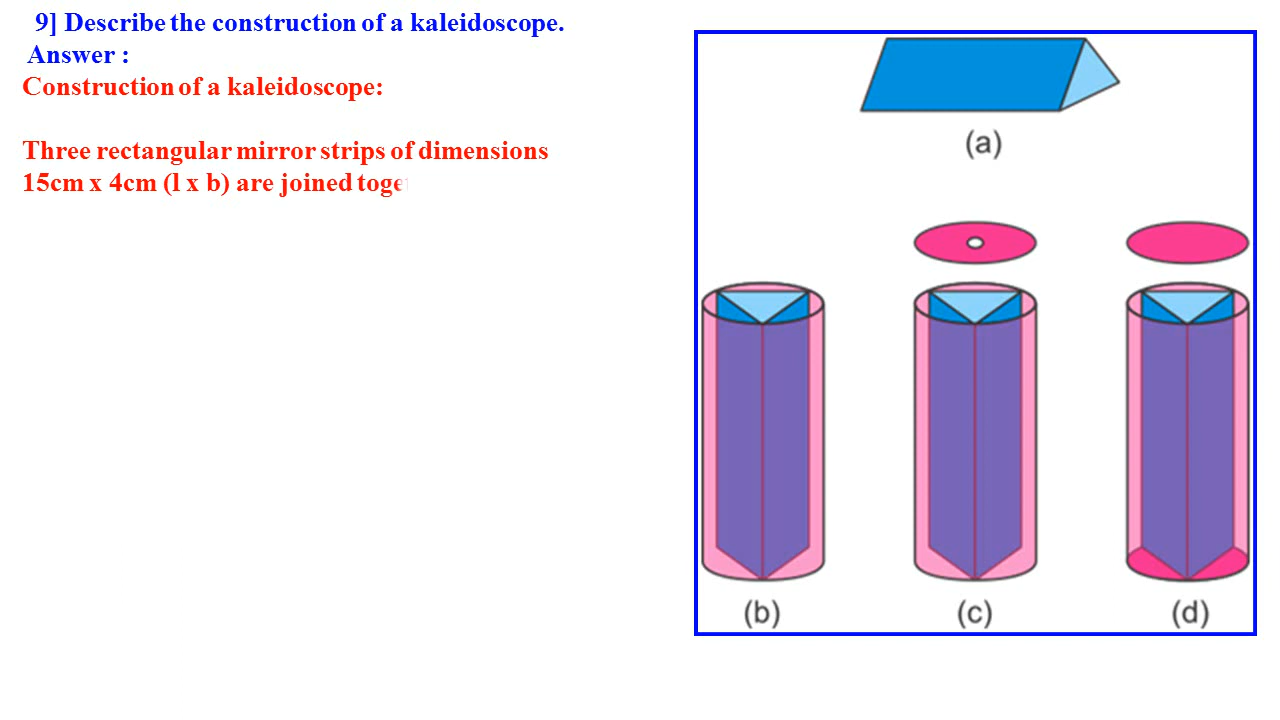 9] Describe the construction of a kaleidoscope.
Answer :
Construction of a kaleidoscope:
Three rectangular mirror strips of dimensions
15cm x 4cm (l x b) are joined toge
(a)
(b)
(c)
(d)